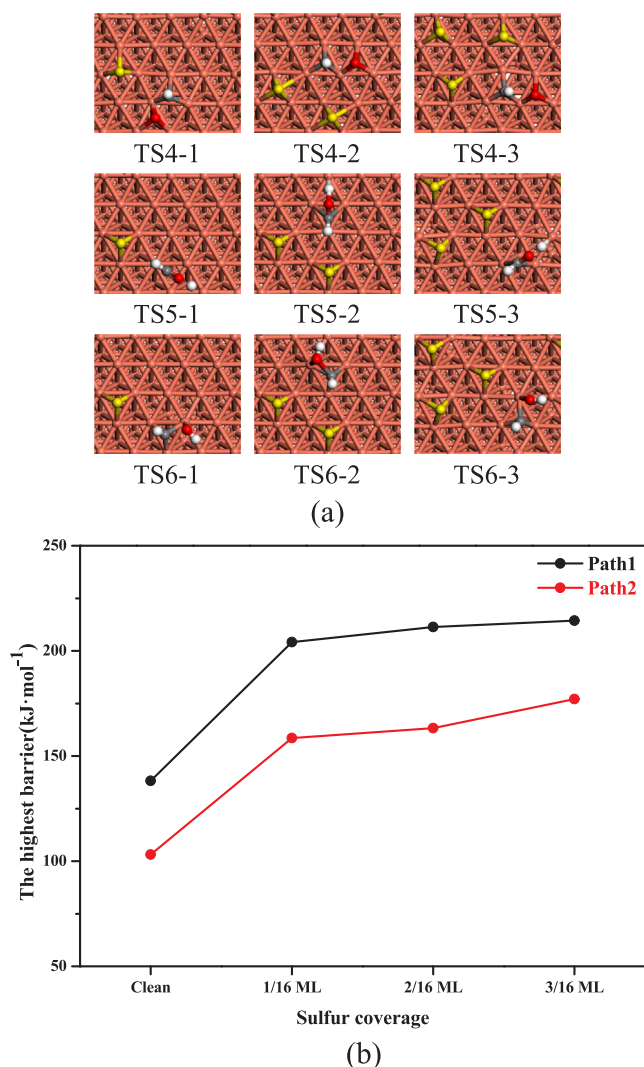 TS4-1 TS4-2 TS4-3
TS5-1 TS5-2 TS5-3
TS6-1 TS6-2 TS6-3
(a)
250
200
150
100
50
The highest barrier(kJ·mol⁻¹)
Path1
Path2
Clean 1/16 ML 2/16 ML 3/16 ML
Sulfur coverage
(b)